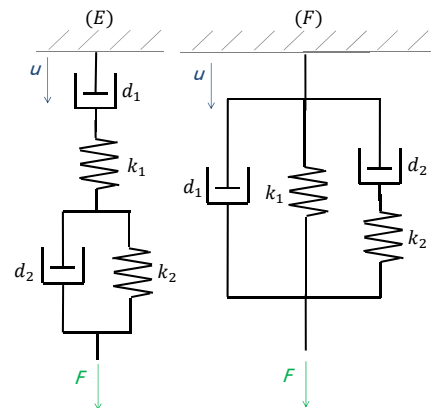 (E)
u
d₁
k₁
d₂
k₂
F
(F)
u
d₁
k₁
d₂
k₂
F